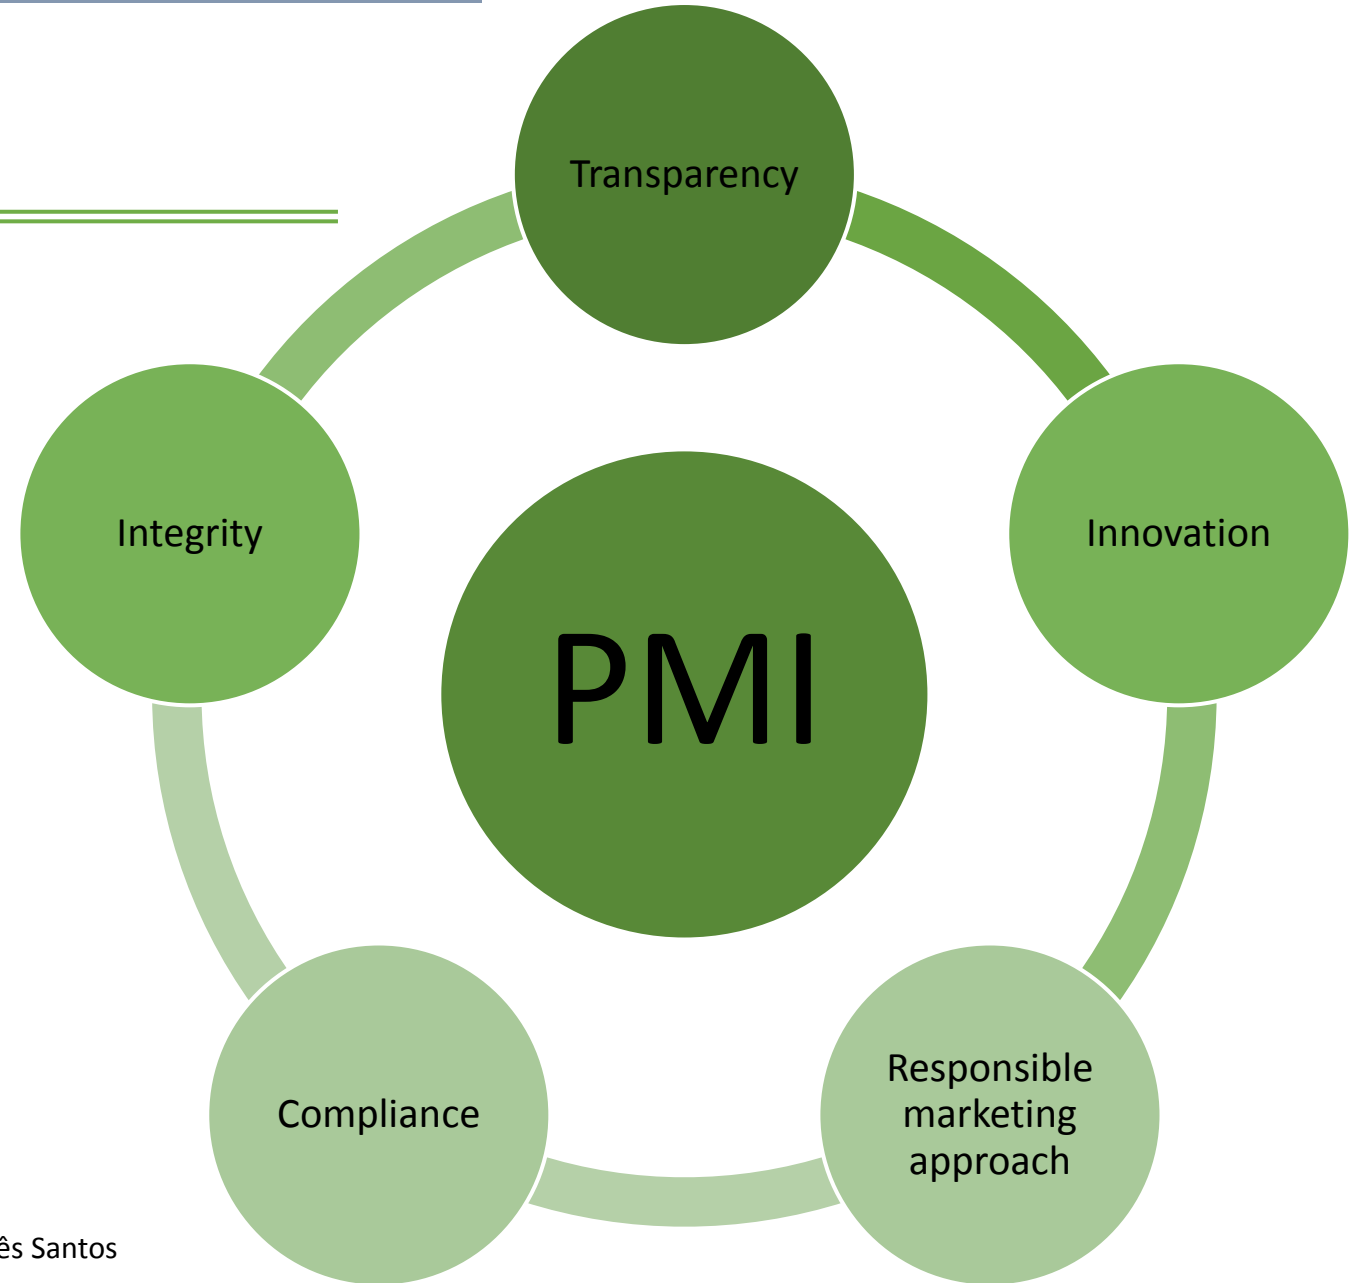 Transparency
Integrity
Innovation
PMI
Responsible
marketing
approach
Compliance
ês Santos